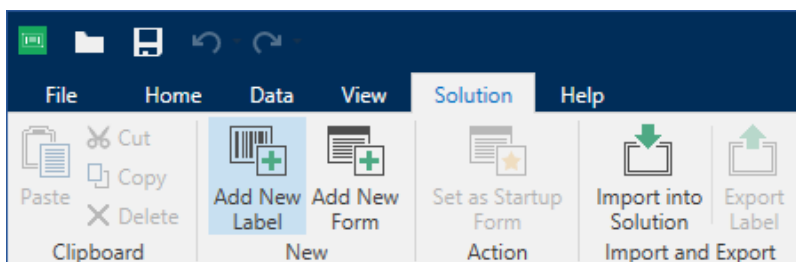 File Home Data View Solution Help
Paste
Cut
Copy
Delete
Clipboard
Add New
Label
Add New
Form
New
Set as Startup
Form
Action
Import into
Solution
Export
Label
Import and Export